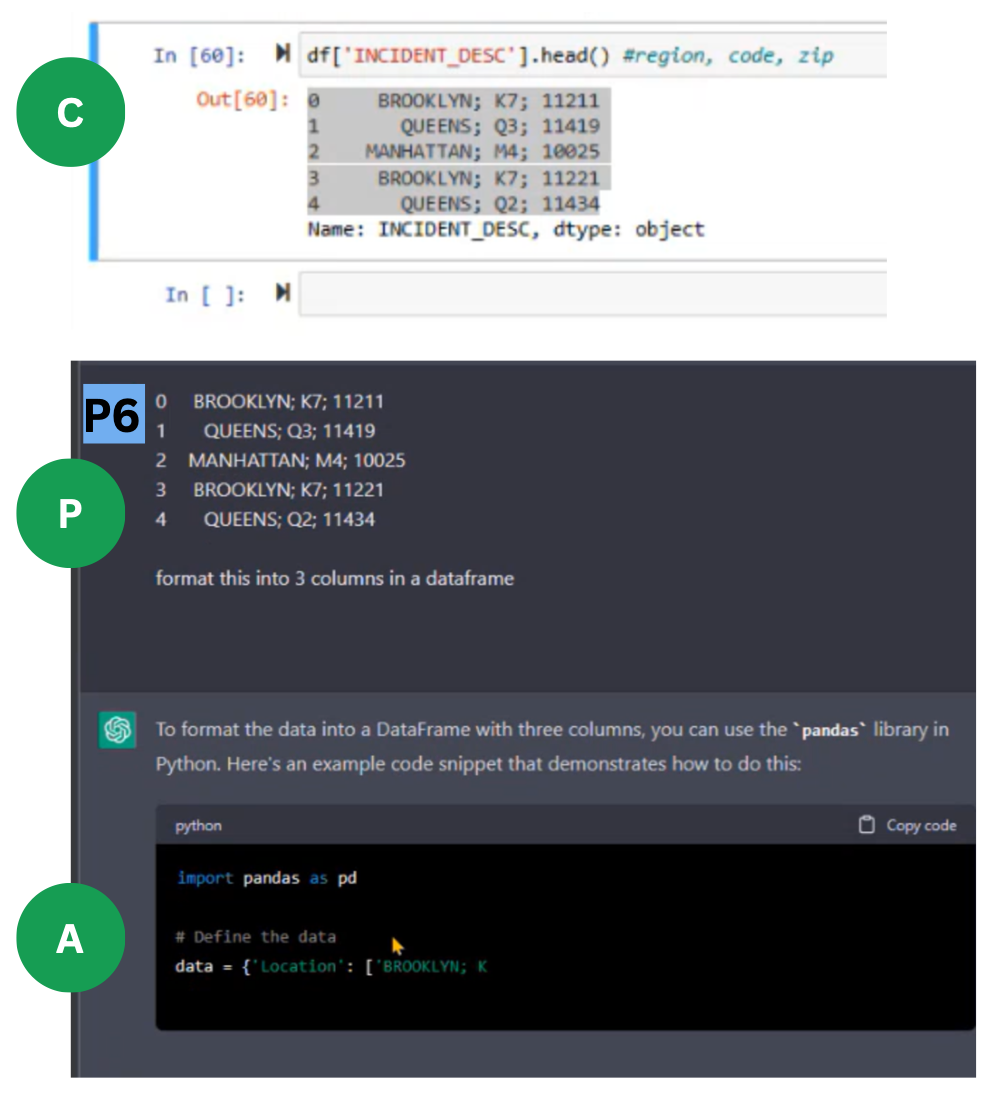 In [60]: df['INCIDENT_DESC'].head() #region, code, zip
C
Out[60]: 0 BROOKLYN; K7; 11211
1 QUEENS; Q3; 11419
2 MANHATTAN; M4; 10025
3 BROOKLYN; K7; 11221
4 QUEENS; Q2; 11434
Name: INCIDENT_DESC, dtype: object
In [ ]:
P6
0 BROOKLYN; K7; 11211
1 QUEENS; Q3; 11419
2 MANHATTAN; M4; 10025
3 BROOKLYN; K7; 11221
4 QUEENS; Q2; 11434
P
format this into 3 columns in a dataframe
To format the data into a DataFrame with three columns, you can use the `pandas` library in
Python. Here's an example code snippet that demonstrates how to do this:
python Copy code
import pandas as pd
A
# Define the data
data = {'Location': ['BROOKLYN; K